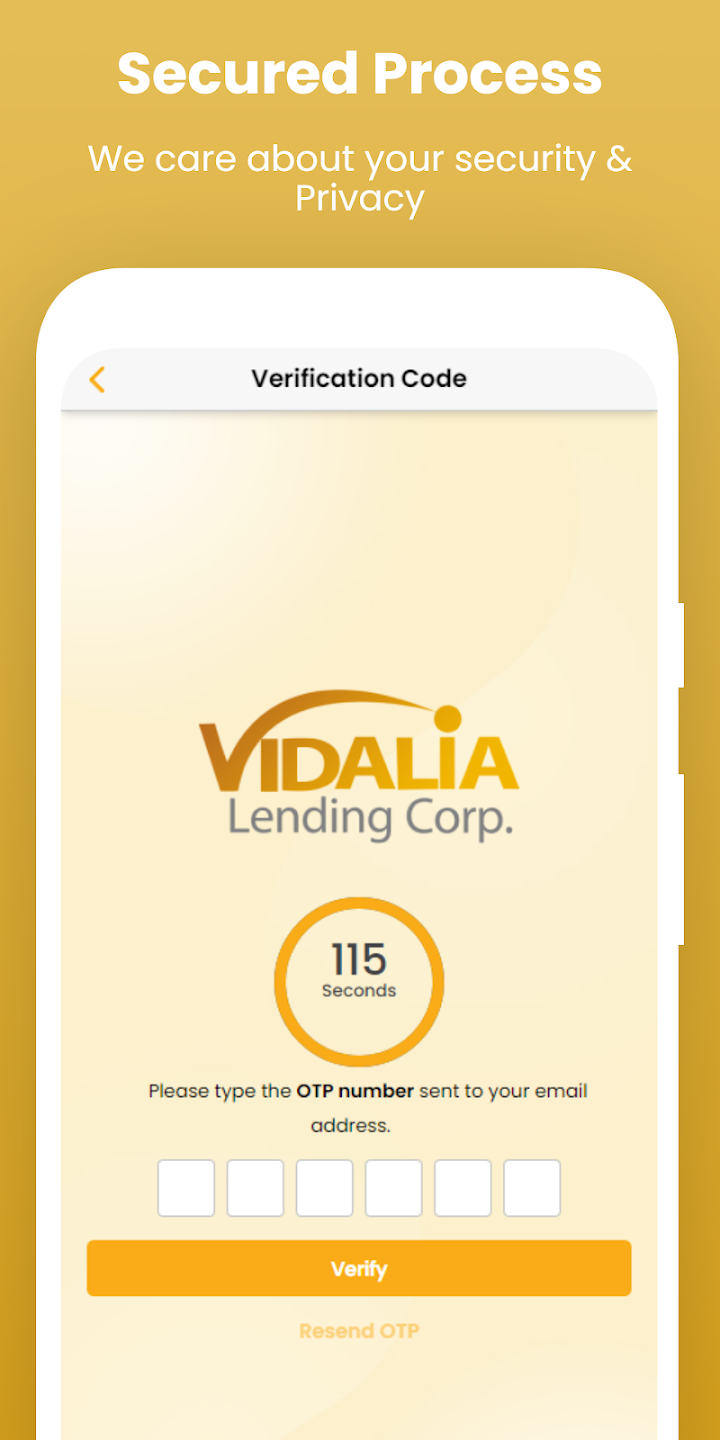 Secured Process
We care about your security &
Privacy
Verification Code
VIDALIA
Lending Corp.
115
Seconds
Please type the OTP number sent to your email
address.
Verify
Resend OTP